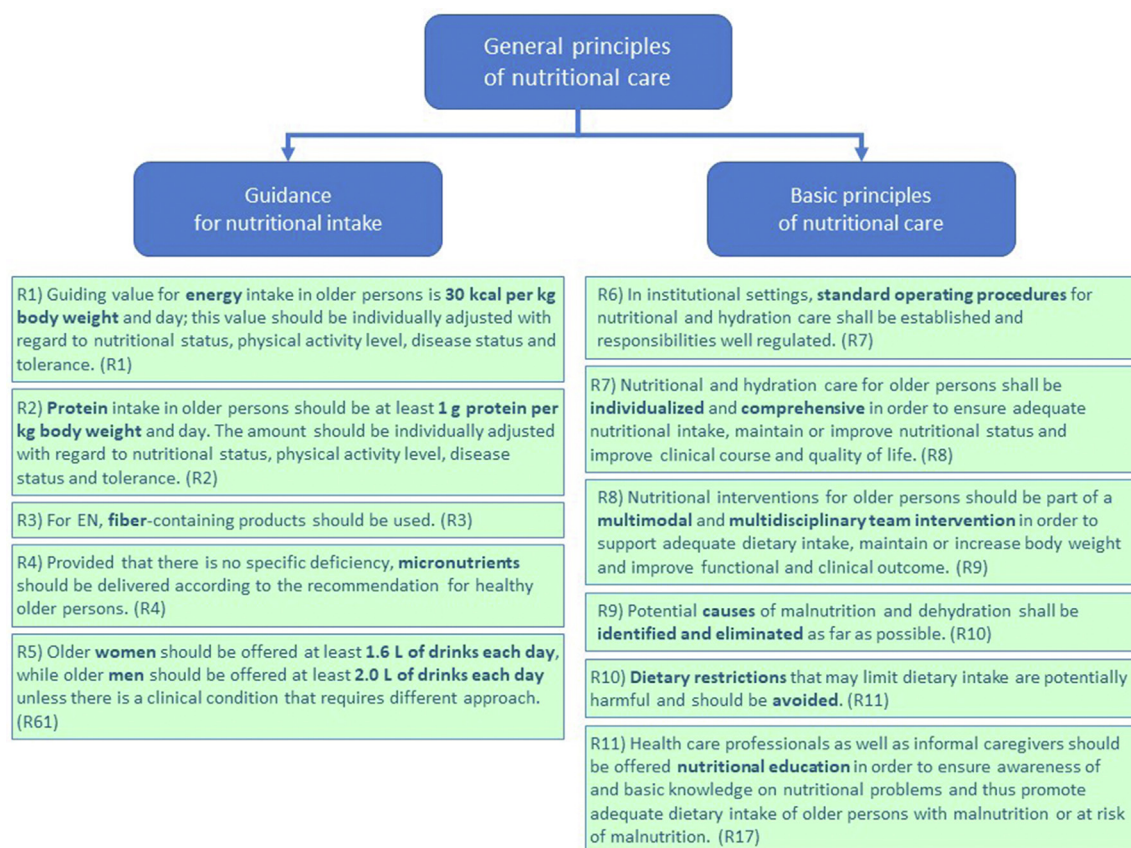 General principles
of nutritional care
Guidance
for nutritional intake
R1) Guiding value for energy intake in older persons is 30 kcal per kg
body weight and day; this value should be individually adjusted with
regard to nutritional status, physical activity level, disease status and
tolerance. (R1)
R2) Protein intake in older persons should be at least 1 g protein per
kg body weight and day. The amount should be individually adjusted
with regard to nutritional status, physical activity level, disease
status and tolerance. (R2)
R3) For EN, fiber-containing products should be used. (R3)
R4) Provided that there is no specific deficiency, micronutrients
should be delivered according to the recommendation for healthy
older persons. (R4)
R5) Older women should be offered at least 1.6 L of drinks each day,
while older men should be offered at least 2.0 L of drinks each day
unless there is a clinical condition that requires different approach.
(R61)
Basic principles
of nutritional care
R6) In institutional settings, standard operating procedures for
nutritional and hydration care shall be established and
responsibilities well regulated. (R7)
R7) Nutritional and hydration care for older persons shall be
individualized and comprehensive in order to ensure adequate
nutritional intake, maintain or improve nutritional status and
improve clinical course and quality of life. (R8)
R8) Nutritional interventions for older persons should be part of a
multimodal and multidisciplinary team intervention in order to
support adequate dietary intake, maintain or increase body weight
and improve functional and clinical outcome. (R9)
R9) Potential causes of malnutrition and dehydration shall be
identified and eliminated as far as possible. (R10)
R10) Dietary restrictions that may limit dietary intake are potentially
harmful and should be avoided. (R11)
R11) Health care professionals as well as informal caregivers should
be offered nutritional education in order to ensure awareness of
and basic knowledge on nutritional problems and thus promote
adequate dietary intake of older persons with malnutrition or at risk
of malnutrition. (R17)